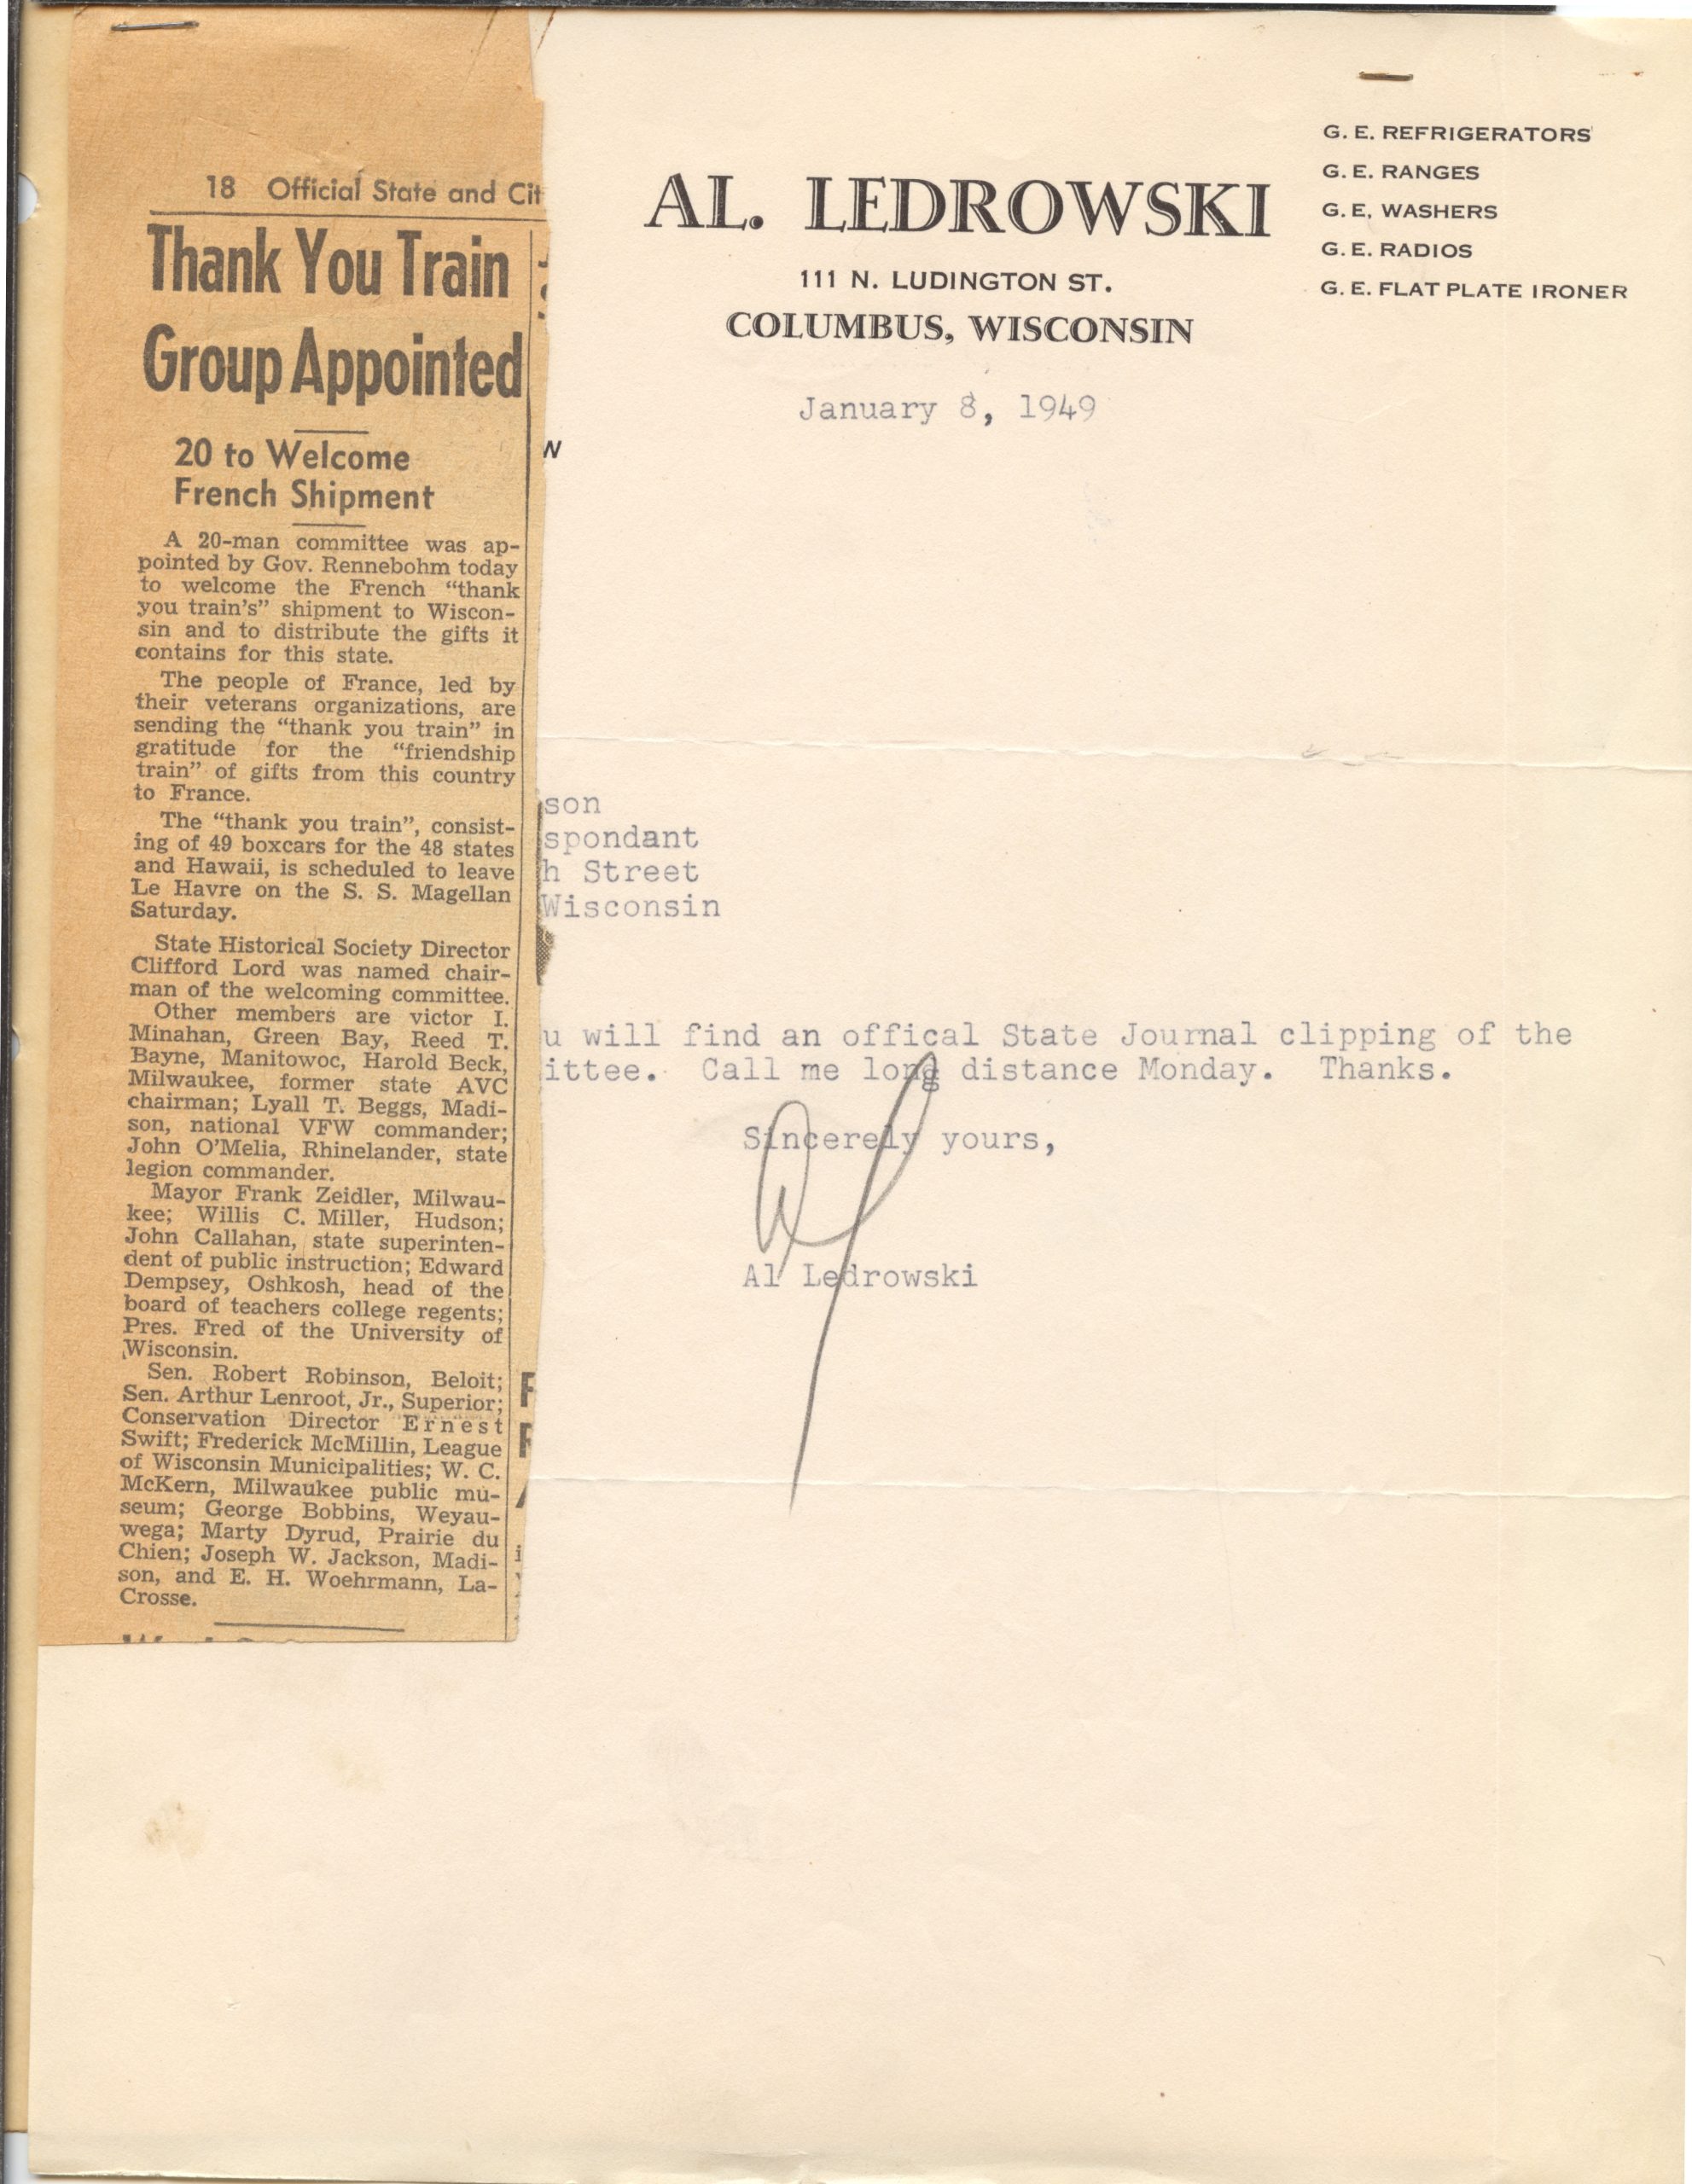 18 Official State and Cit
Thank You Train
Group Appointed
20 to Welcome
French Shipment
A 20-man committee was ap-
pointed by Gov. Rennebohm today
to welcome the French “thank
you train’s” shipment to Wiscon-
sin and to distribute the gifts it
contains for this state.
The people of France, led by
their veterans organizations, are
sending the “thank you train” in
gratitude for the “friendship
train” of gifts from this country
to France.
The “thank you train”, consist-
ing of 49 boxcars for the 48 states
and Hawaii, is scheduled to leave
Le Havre on the S. S. Magellan
Saturday.
State Historical Society Director
Clifford Lord was named chair-
man of the welcoming committee.
Other members are victor I.
Minahan, Green Bay, Reed T.
Bayne, Manitowoc, Harold Beck,
Milwaukee, former state AVC
chairman; Lyall T. Beggs, Madi-
son, national VFW commander;
John O’Melia, Rhinelander, state
legion commander.
Mayor Frank Zeidler, Milwau-
kee; Willis C. Miller, Hudson;
John Callahan, state superinten-
dent of public instruction; Edward
Dempsey, Oshkosh, head of the
board of teachers college regents;
Pres. Fred of the University of
Wisconsin.
Sen. Robert Robinson, Beloit;
Sen. Arthur Lenroot, Jr., Superior;
Conservation Director Ernest
Swift; Frederick McMillin, League
of Wisconsin Municipalities; W. C.
McKern, Milwaukee public mu-
seum; George Bobbins, Weyau-
wega; Marty Dyrud, Prairie du
Chien; Joseph W. Jackson, Madi-
son, and E. H. Woehrmann, La-
Crosse.
AL. LEDROWSKI
111 N. LUDINGTON ST.
COLUMBUS, WISCONSIN
G. E. REFRIGERATORS
G. E. RANGES
G. E, WASHERS
G. E. RADIOS
G. E. FLAT PLATE IRONER
January 8, 1949
W
son
spondant
h Street
Wisconsin
u will find an offical State Journal clipping of the
ittee. Call me long distance Monday. Thanks.
Sincerely yours,
Al
Al Ledrowski